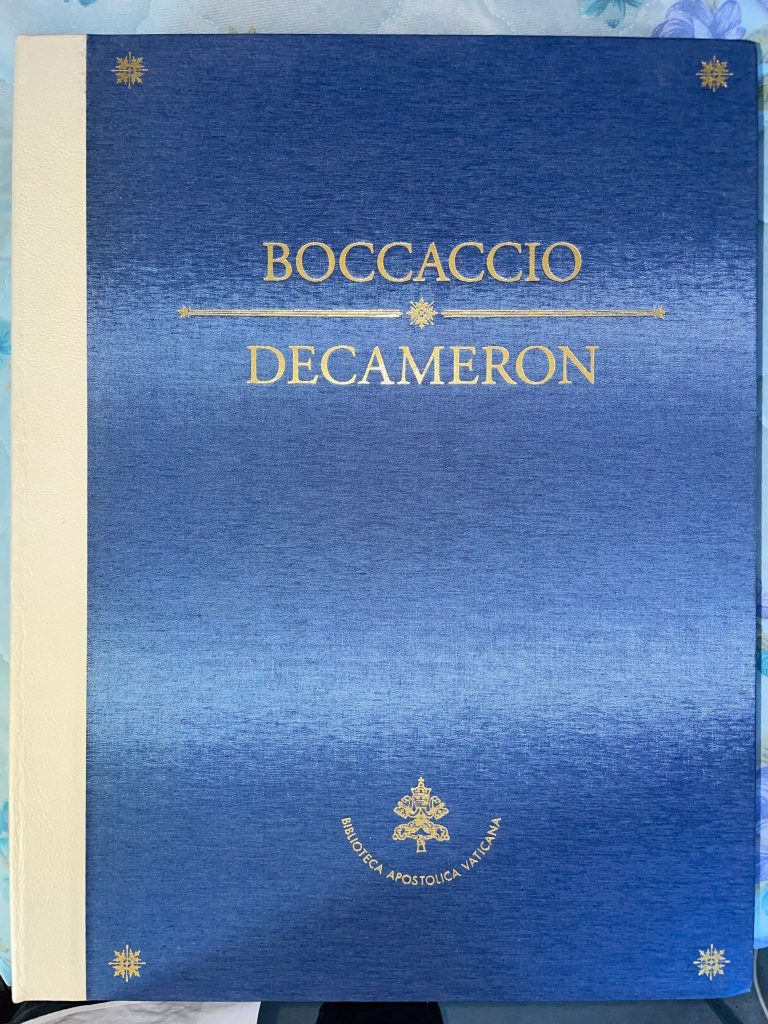 BOCCACCIO
DECAMERON
BIBLIOTECA APOSTOLICA VATICANA